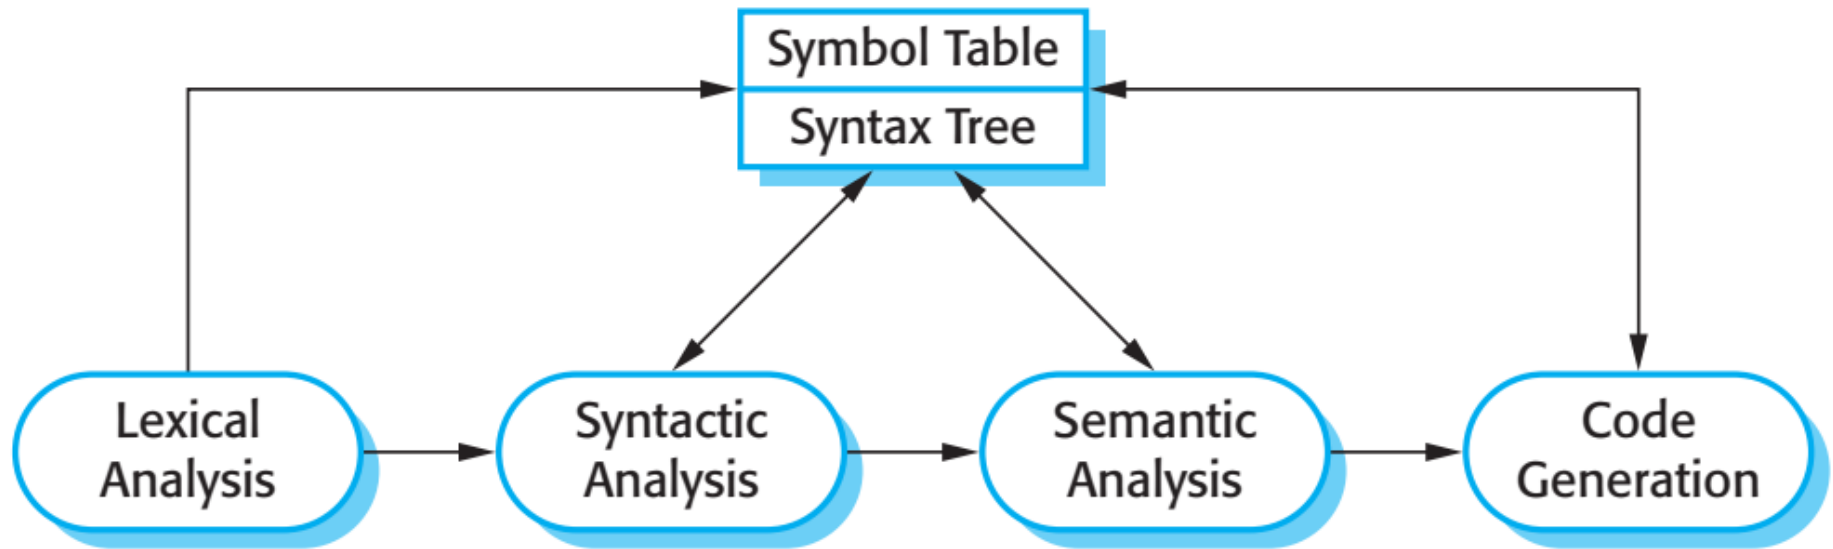 Symbol Table
Syntax Tree
Lexical
Analysis
Syntactic
Analysis
Semantic
Analysis
Code
Generation